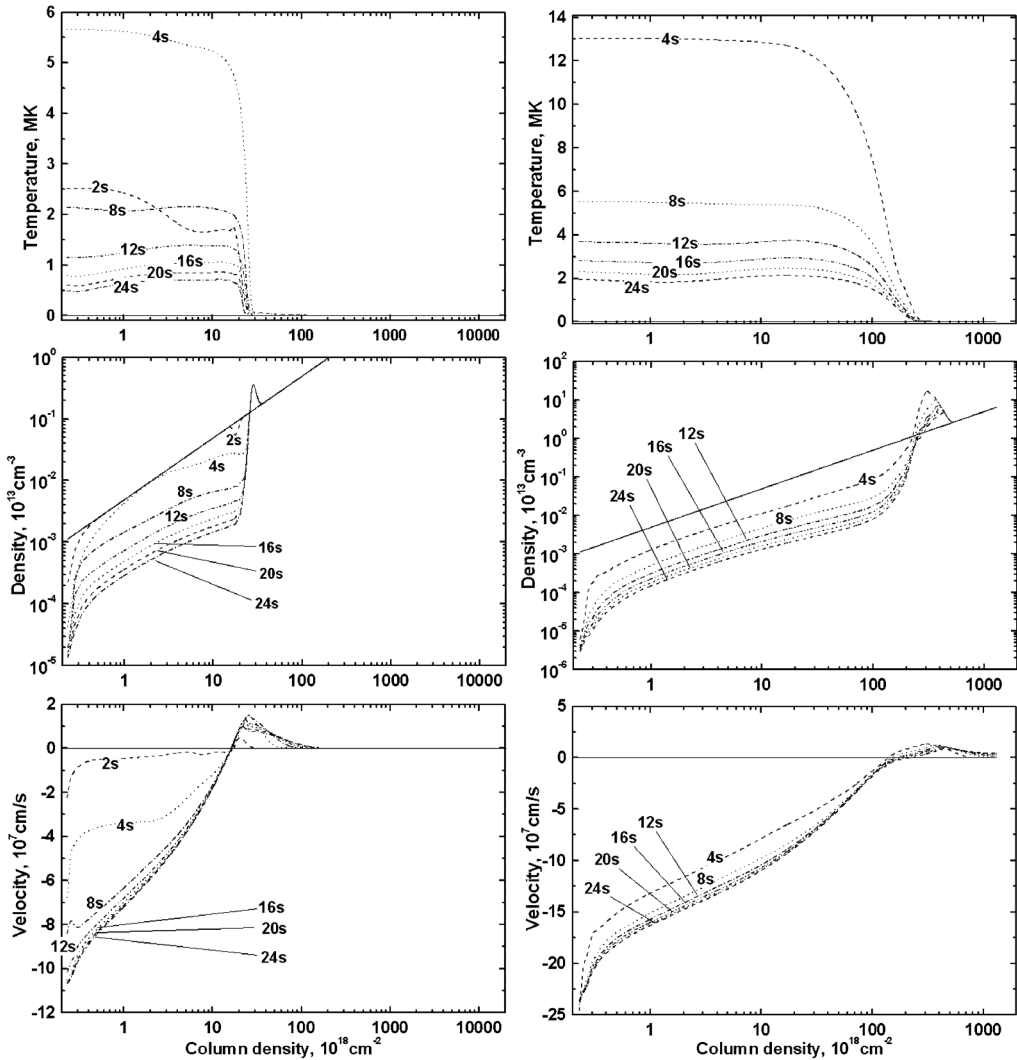 Temperature, MK
6
5
4
3
2
1
0
4s
2s
8s
12s
16s
20s
24s
1
10
100
1000
10000
Temperature, MK
14
12
10
8
6
4
2
0
4s
8s
12s
16s
20s
24s
1
10
100
1000
Density, 10¹³cm⁻³
10⁰
10⁻¹
10⁻²
10⁻³
10⁻⁴
10⁻⁵
2s
4s
8s
12s
16s
20s
24s
1
10
100
1000
10000
Density, 10¹³cm⁻³
10²
10¹
10⁰
10⁻¹
10⁻²
10⁻³
10⁻⁴
10⁻⁵
10⁻⁶
12s
16s
20s
24s
4s
8s
1
10
100
1000
Velocity, 10⁷cm/s
2
0
-2
-4
-6
-8
-10
-12
2s
4s
8s
12s
16s
20s
24s
1
10
100
1000
10000
Column density, 10¹⁸cm⁻²
Velocity, 10⁷cm/s
5
0
-5
-10
-15
-20
-25
12s
16s
20s
24s
4s
8s
1
10
100
1000
Column density, 10¹⁸cm⁻²